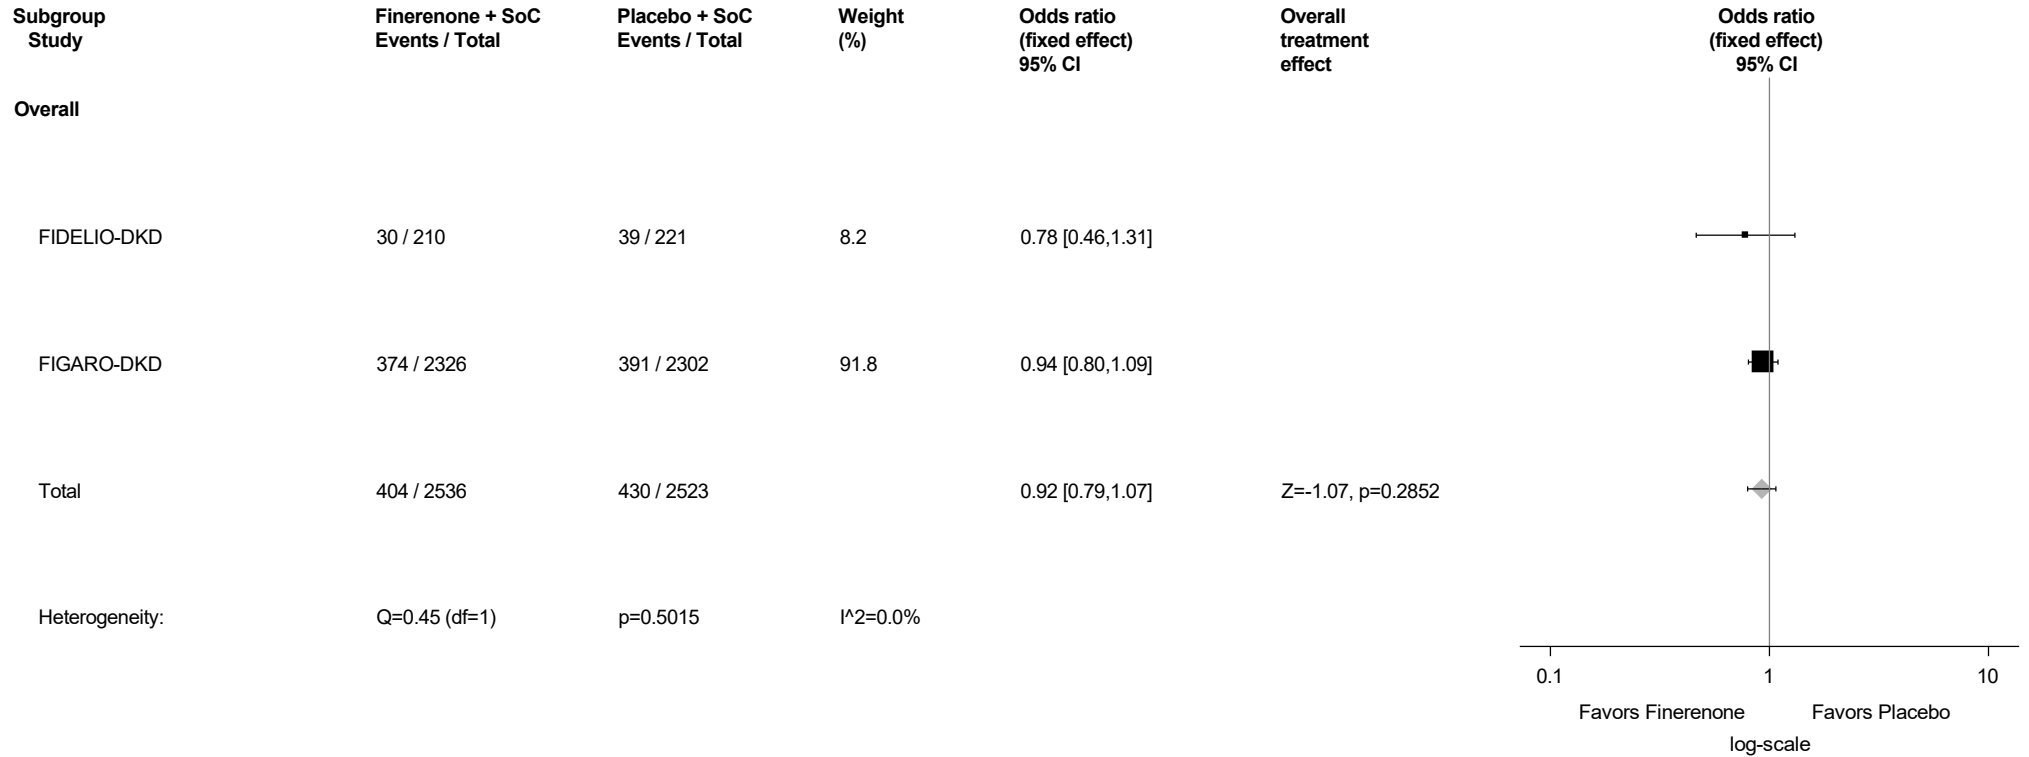 Subgroup Finerenone + SoC Placebo + SoC Weight Odds ratio Overall Odds ratio
Study Events / Total Events / Total (%) (fixed effect) treatment (fixed effect)
95% CI effect 95% CI
Overall
FIDELIO-DKD 30 / 210 39 / 221 8.2 0.78 [0.46,1.31]
FIGARO-DKD 374 / 2326 391 / 2302 91.8 0.94 [0.80,1.09]
Total 404 / 2536 430 / 2523 0.92 [0.79,1.07] Z=-1.07, p=0.2852
Heterogeneity: Q=0.45 (df=1) p=0.5015 I^2=0.0%
0.1 1 10
Favors Finerenone Favors Placebo
log-scale